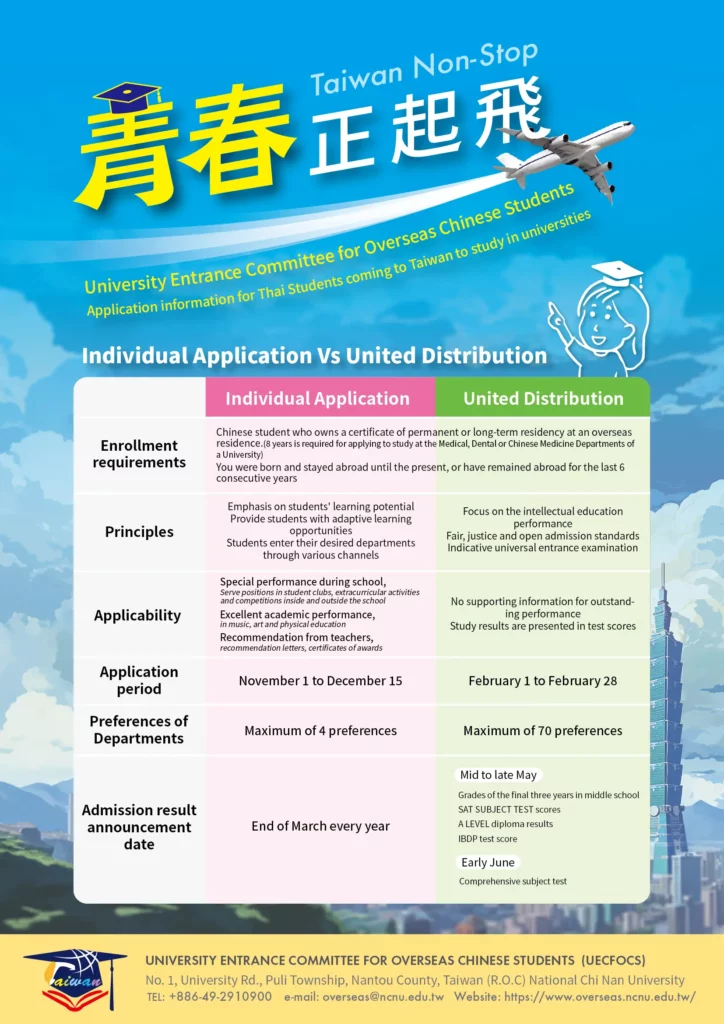 Taiwan Non-Stop
青春正起飛
University Entrance Committee for Overseas Chinese Students
Application information for Thai Students coming to Taiwan to study in universities
Individual Application Vs United Distribution
Individual Application
United Distribution
Enrollment
requirements
Chinese student who owns a certificate of permanent or long-term residency at an overseas
residence.(8 years is required for applying to study at the Medical, Dental or Chinese Medicine Departments of
a University)
You were born and stayed abroad until the present, or have remained abroad for the last 6
consecutive years
Principles
Emphasis on students' learning potential
Provide students with adaptive learning
opportunities
Students enter their desired departments
through various channels
Focus on the intellectual education
performance
Fair, justice and open admission standards
Indicative universal entrance examination
Applicability
Special performance during school,
Serve positions in student clubs, extracurricular activities
and competitions inside and outside the school
Excellent academic performance,
in music, art and physical education
Recommendation from teachers,
recommendation letters, certificates of awards
No supporting information for outstand-
ing performance
Study results are presented in test scores
Application
period
November 1 to December 15
February 1 to February 28
Preferences of
Departments
Maximum of 4 preferences
Maximum of 70 preferences
Admission result
announcement
date
End of March every year
Mid to late May
Grades of the final three years in middle school
SAT SUBJECT TEST scores
A LEVEL diploma results
IBDP test score
Early June
Comprehensive subject test
Taiwan
UNIVERSITY ENTRANCE COMMITTEE FOR OVERSEAS CHINESE STUDENTS (UECFOCS)
No. 1, University Rd., Puli Township, Nantou County, Taiwan (R.O.C) National Chi Nan University
TEL: +886-49-2910900 e-mail: overseas@ncnu.edu.tw Website: https://www.overseas.ncnu.edu.tw/